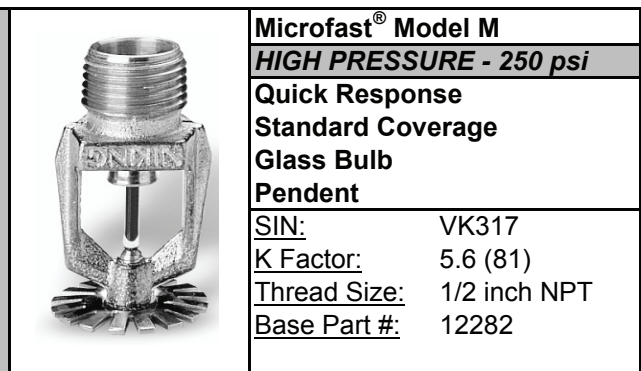 VIKING
Microfast® Model M
HIGH PRESSURE - 250 psi
Quick Response
Standard Coverage
Glass Bulb
Pendent
SIN: VK317
K Factor: 5.6 (81)
Thread Size: 1/2 inch NPT
Base Part #: 12282